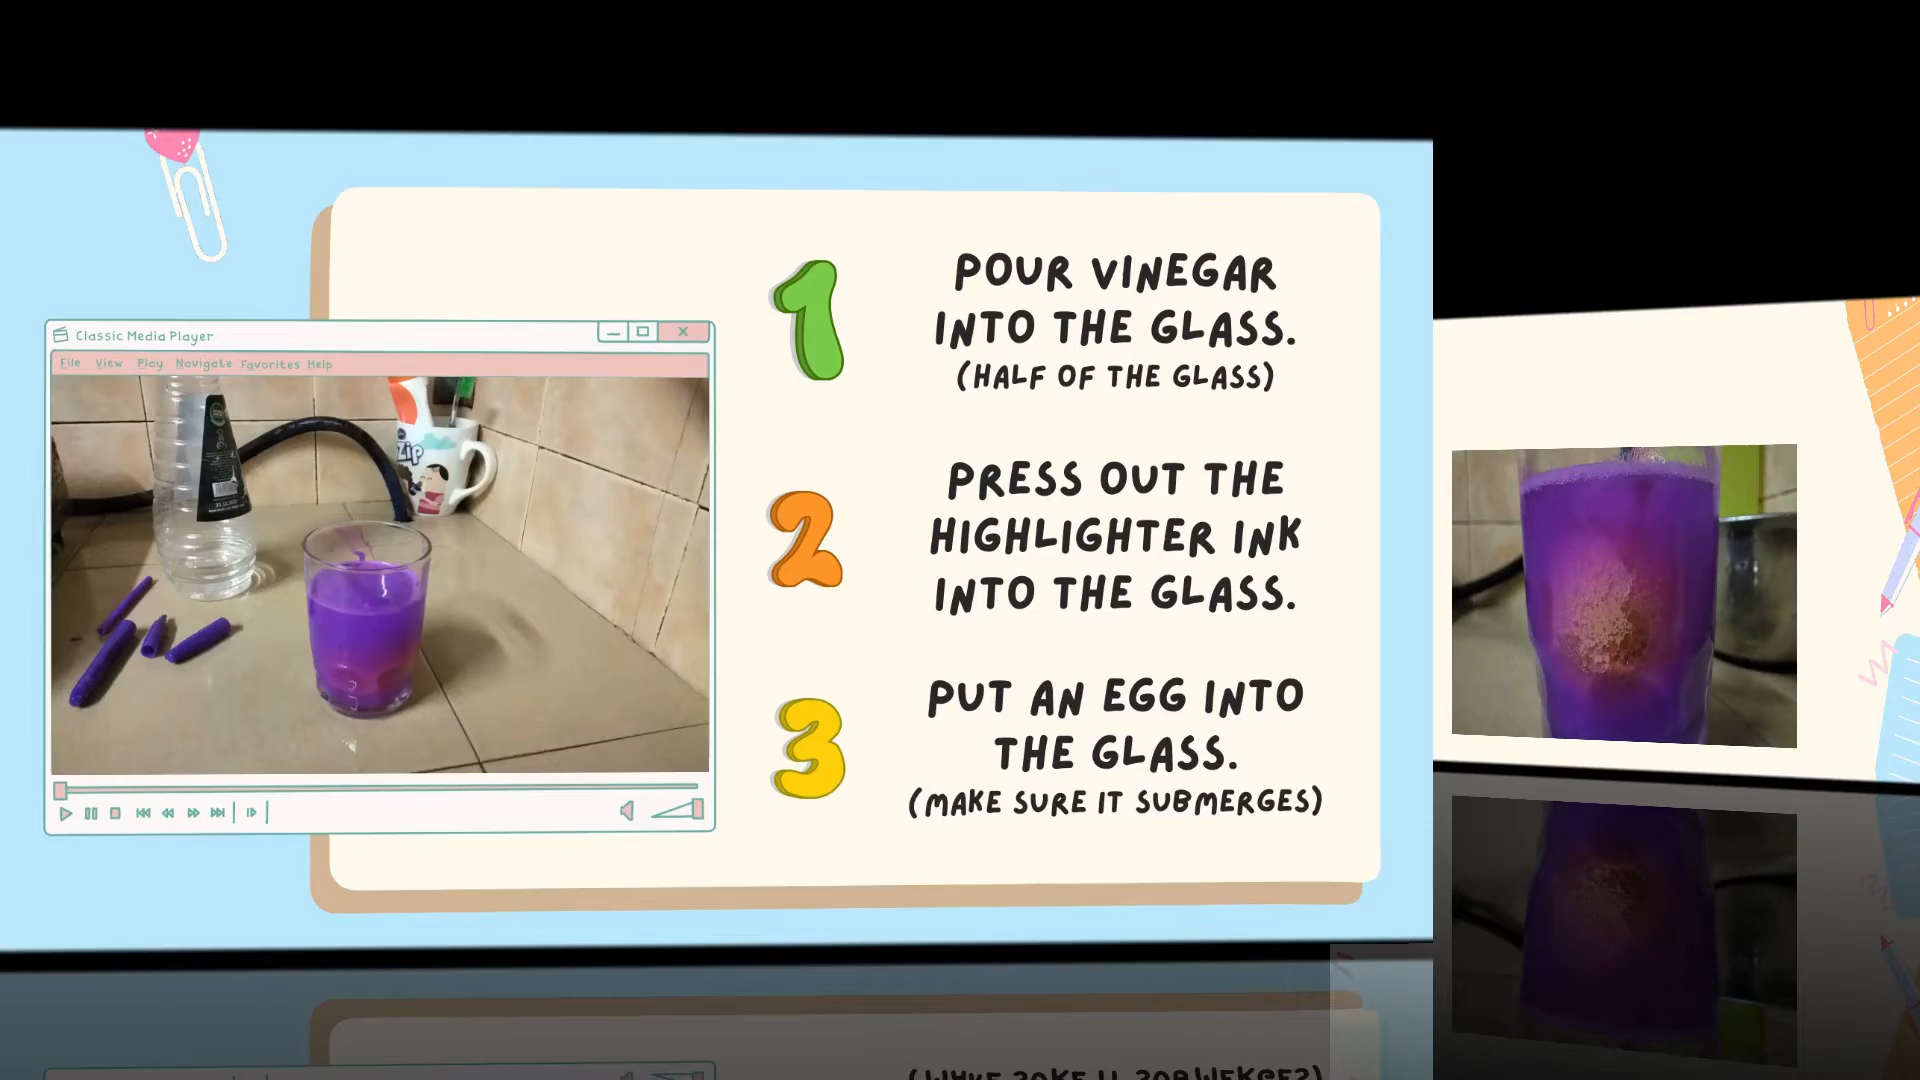 Classic Media Player
File View Play Navigate Favorites Help
zip
1
POUR VINEGAR
INTO THE GLASS.
(HALF OF THE GLASS)
2
PRESS OUT THE
HIGHLIGHTER INK
INTO THE GLASS.
3
PUT AN EGG INTO
THE GLASS.
(MAKE SURE IT SUBMERGES)